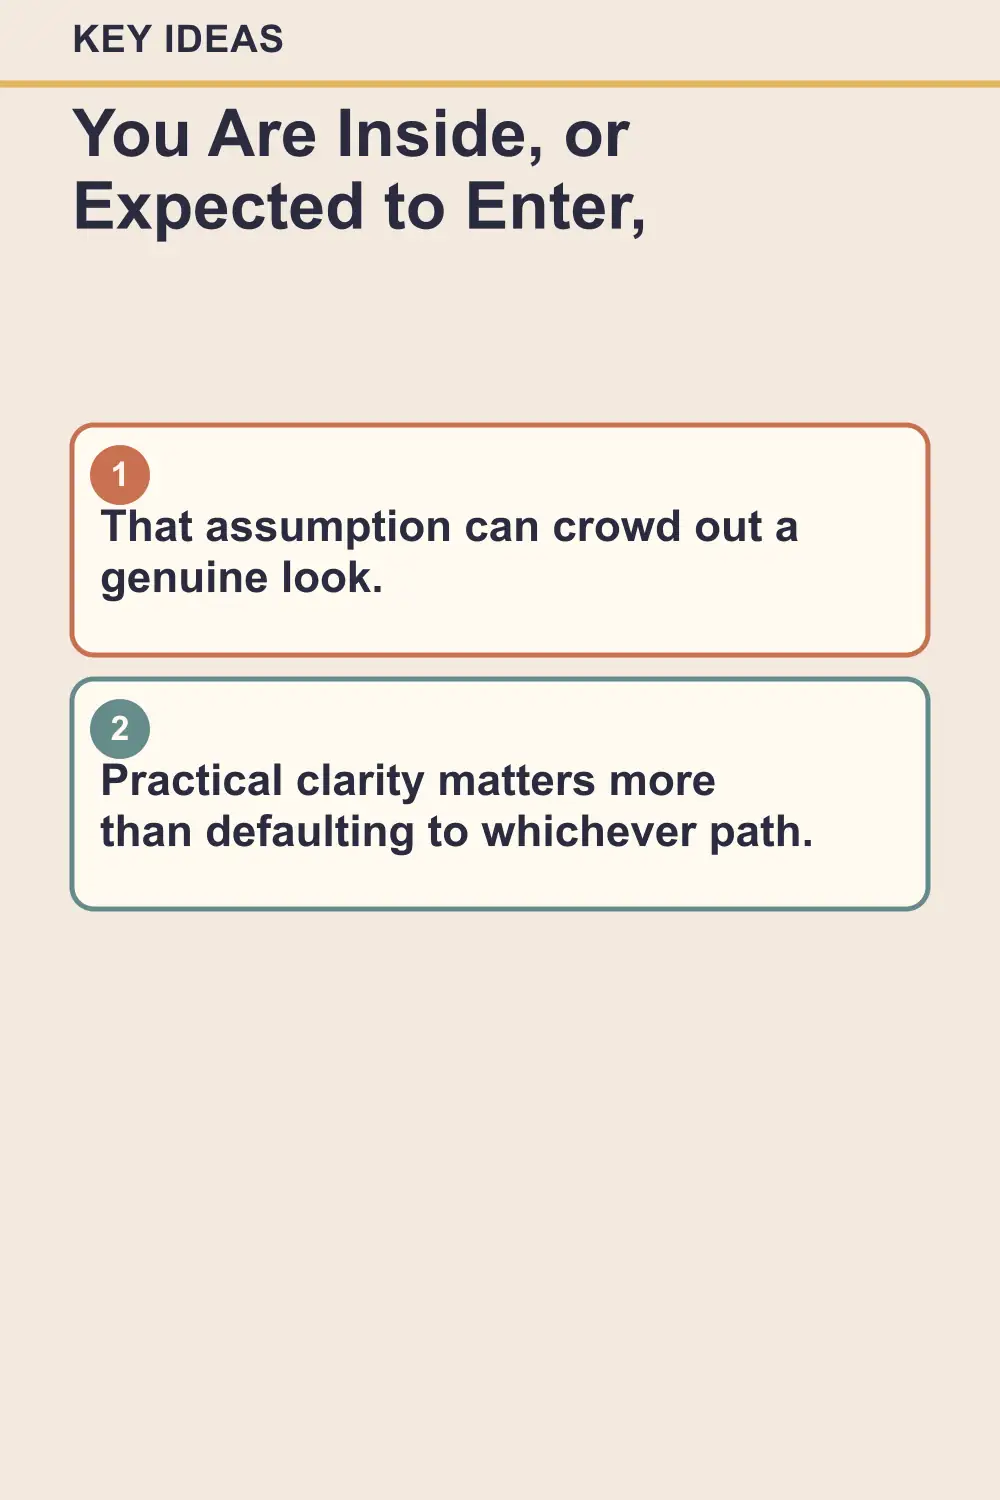 KEY IDEAS
You Are Inside, or
Expected to Enter,
1
That assumption can crowd out a
genuine look.
2
Practical clarity matters more
than defaulting to whichever path.